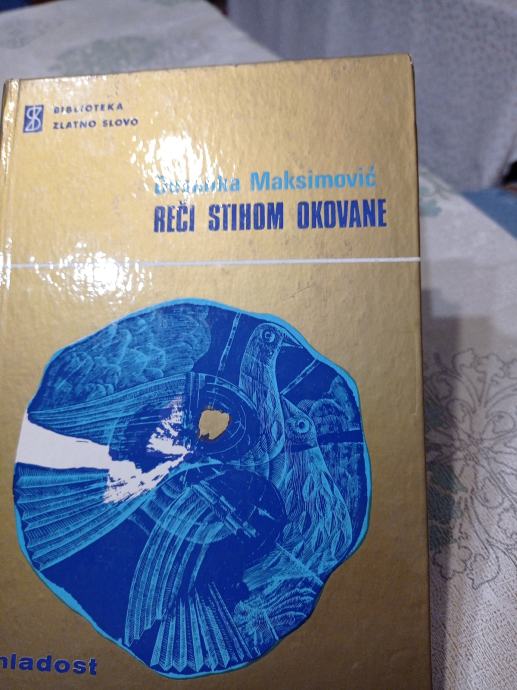 BIBLIOTEKA
ZLATNO SLOVO
Maksimović
REČI STIHOM OKOVANE
mladost